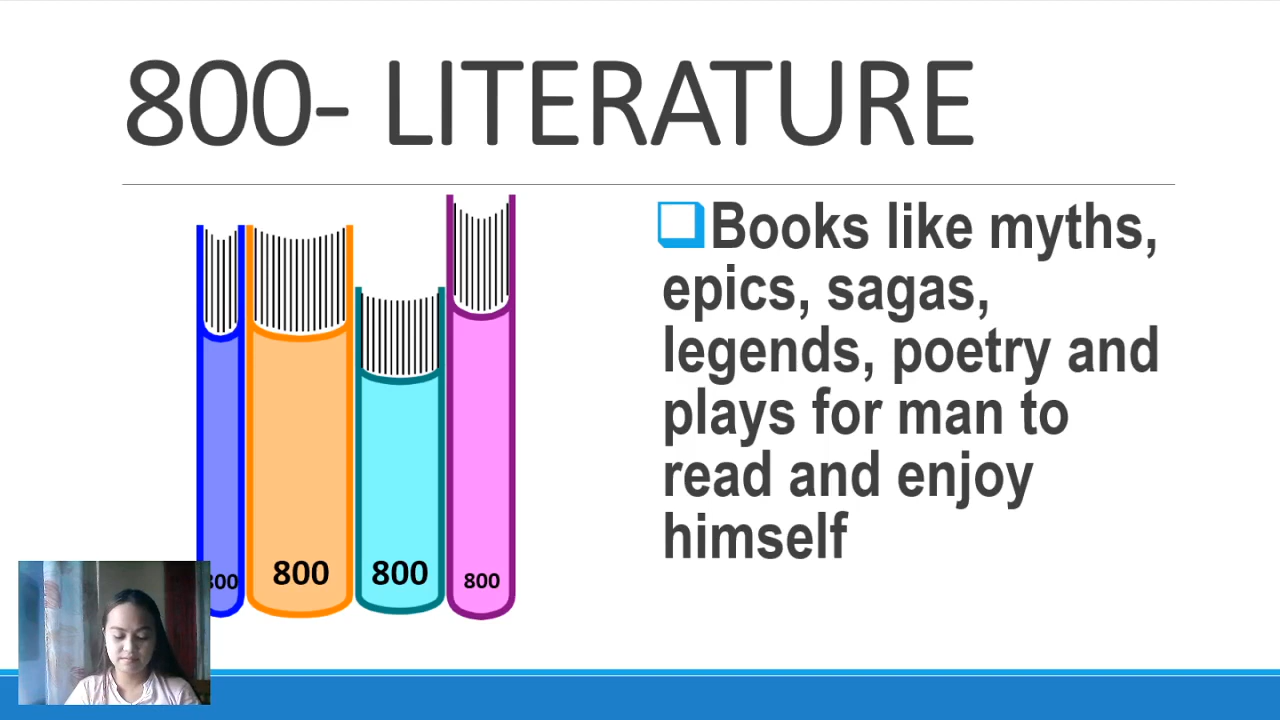 800- LITERATURE
Books like myths,
epics, sagas,
legends, poetry and
plays for man to
read and enjoy
himself
800
800
800
800